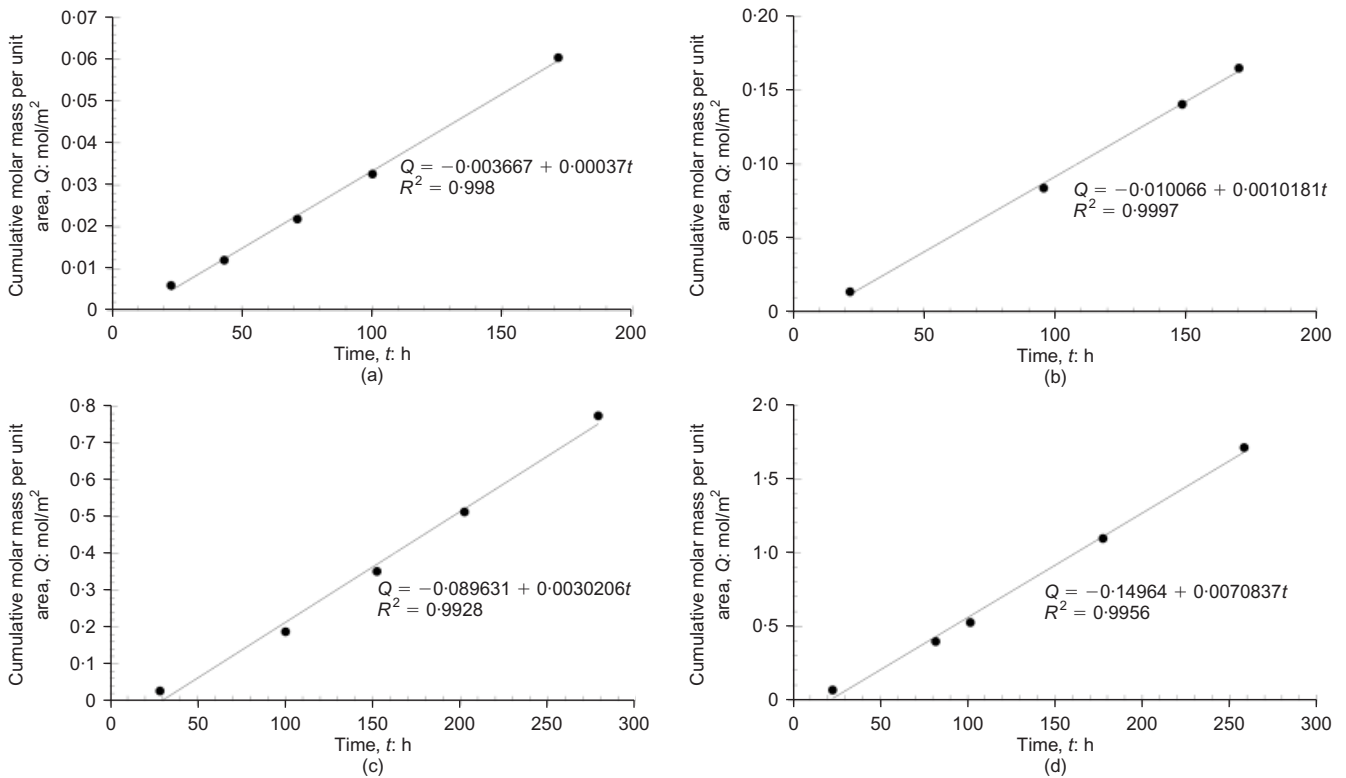 Cumulative molar mass per unit
area, Q: mol/m²
0·07
0·06
0·05
0·04
0·03
0·02
0·01
0
Q = −0·003667 + 0·00037t
R² = 0·998
0
50
100
150
200
Time, t: h
(a)
Cumulative molar mass per unit
area, Q: mol/m²
0·20
0·15
0·10
0·05
0
Q = −0·010066 + 0·0010181t
R² = 0·9997
0
50
100
150
200
Time, t: h
(b)
Cumulative molar mass per unit
area, Q: mol/m²
0·8
0·7
0·6
0·5
0·4
0·3
0·2
0·1
0
Q = −0·089631 + 0·0030206t
R² = 0·9928
0
50
100
150
200
250
300
Time, t: h
(c)
Cumulative molar mass per unit
area, Q: mol/m²
2·0
1·5
1·0
0·5
0
Q = −0·14964 + 0·0070837t
R² = 0·9956
0
50
100
150
200
250
300
Time, t: h
(d)